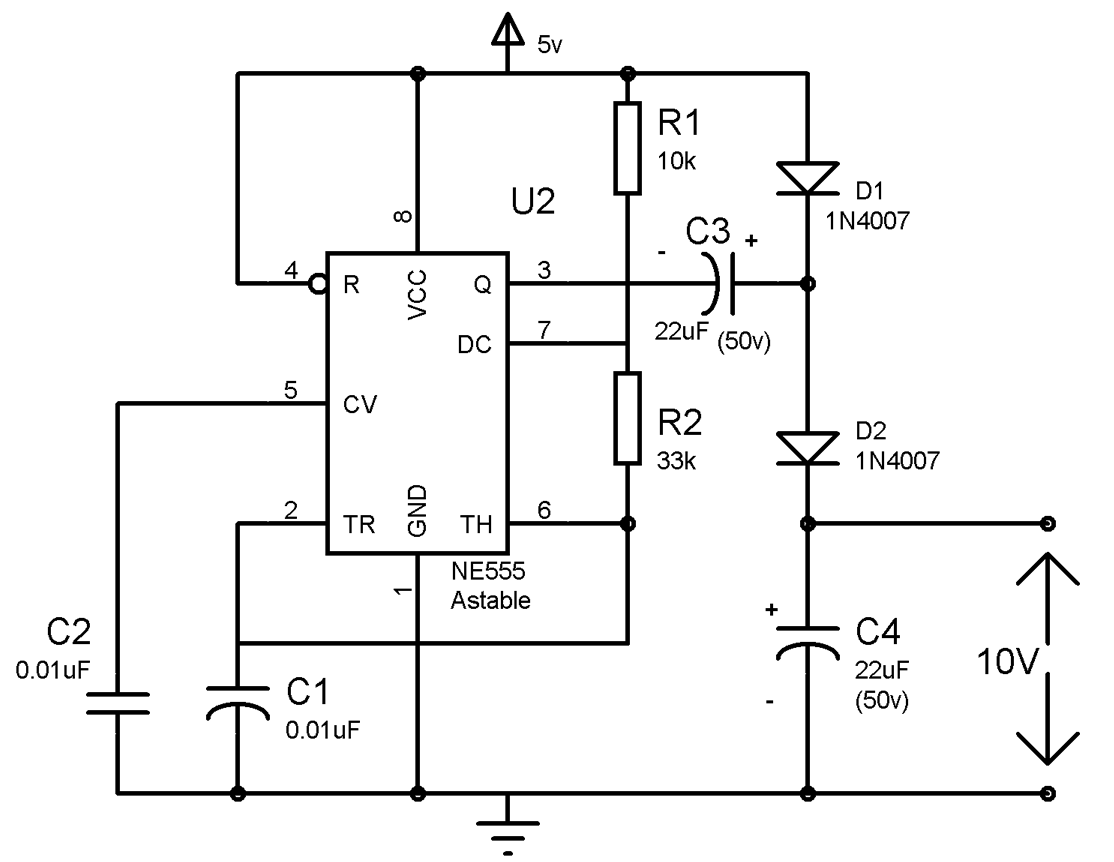 5v
R1
10k
D1
1N4007
U2
8
C3
- +
4 R VCC Q 3
22uF (50v)
DC 7
5 CV
R2
33k
D2
1N4007
2 TR GND TH 6
1
NE555
Astable
C2
0.01uF
C1
0.01uF
+
C4
22uF
(50v)
-
10V